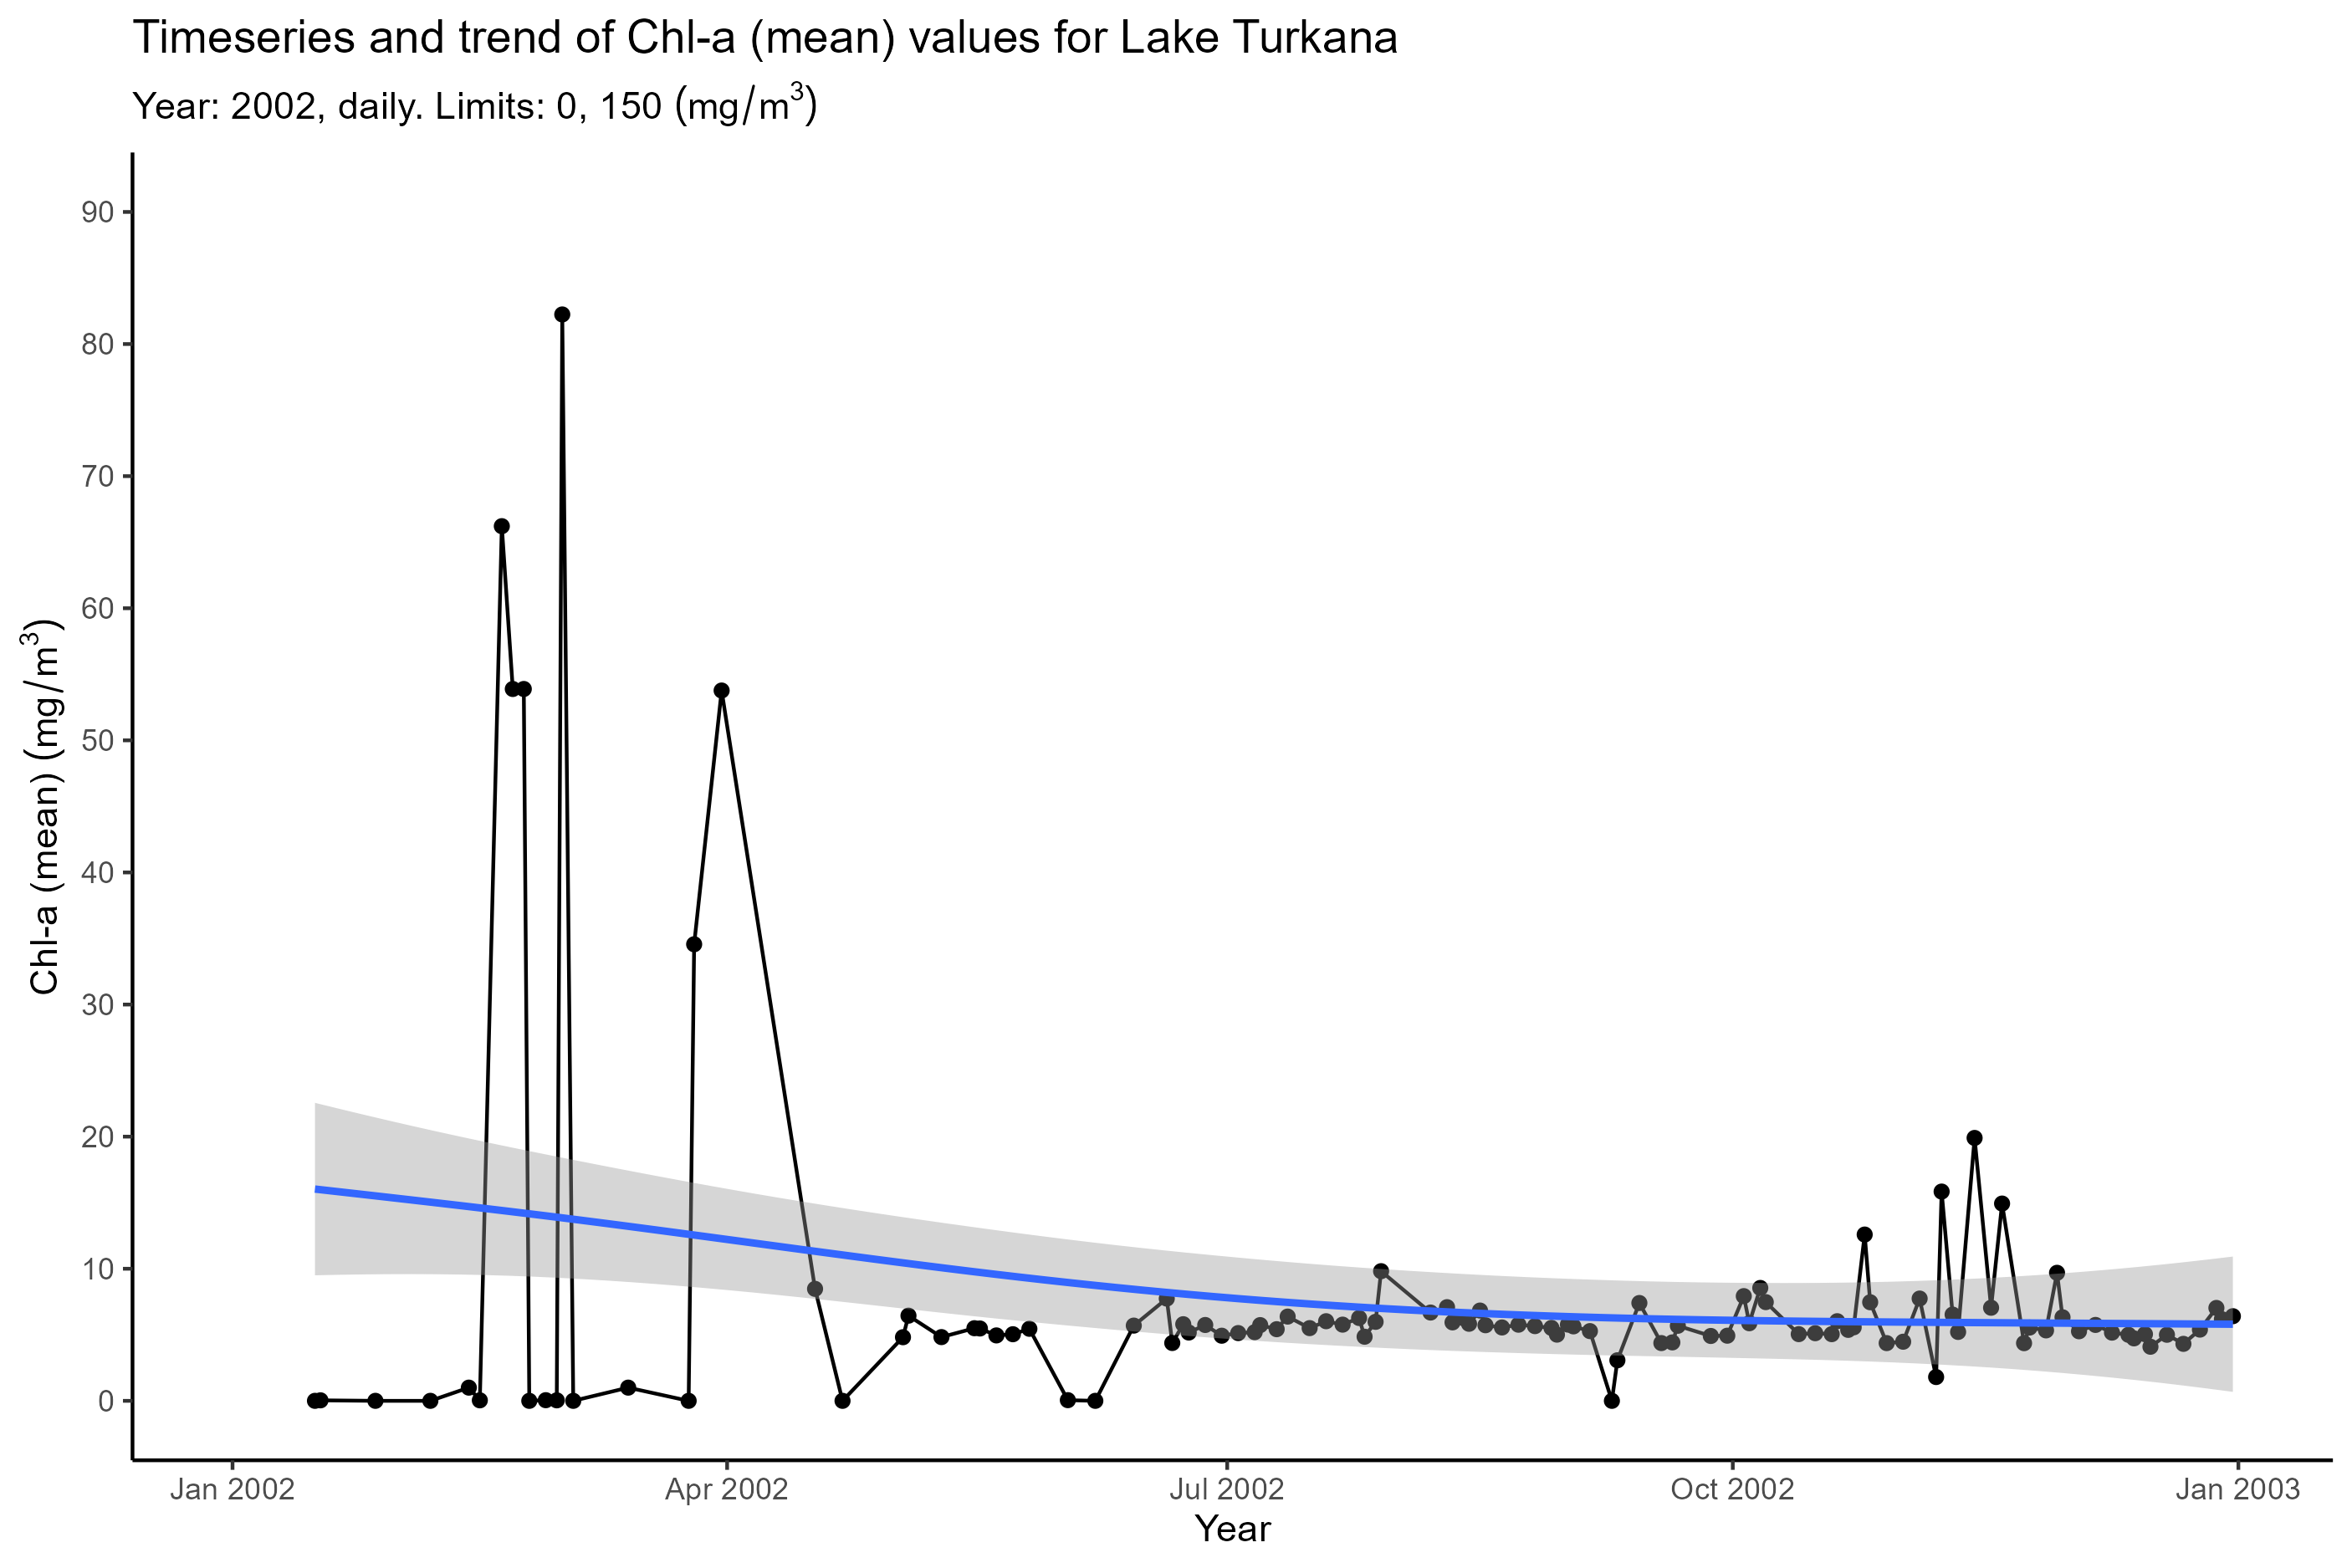 Timeseries and trend of Chl-a (mean) values for Lake Turkana
Year: 2002, daily. Limits: 0, 150 (mg/m³)
Chl-a (mean) (mg/m³)
90
80
70
60
50
40
30
20
10
0
Jan 2002 Apr 2002 Jul 2002 Oct 2002 Jan 2003
Year